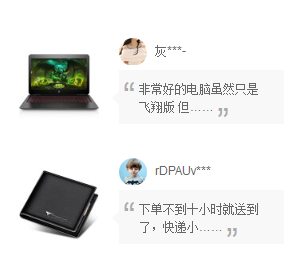 灰***-
“ 非常好的电脑虽然只是
飞翔版 但…… ”
rDPAUv***
“ 下单不到十小时就送到
了，快递小…… ”